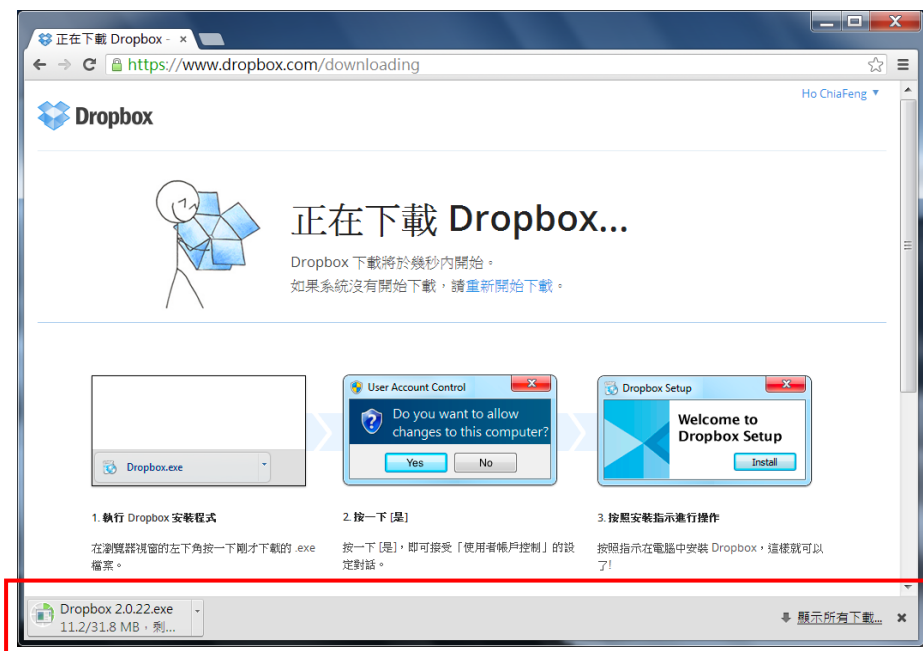 正在下載 Dropbox -
https://www.dropbox.com/downloading
Ho ChiaFeng
Dropbox
正在下載 Dropbox...
Dropbox 下載將於幾秒內開始。
如果系統沒有開始下載，請重新開始下載。
Dropbox.exe
User Account Control
Do you want to allow
changes to this computer?
Yes No
Dropbox Setup
Welcome to
Dropbox Setup
Install
1. 執行 Dropbox 安裝程式
在瀏覽器視窗的左下角按一下剛才下載的 .exe
檔案。
2. 按一下 [是]
按一下 [是]，即可接受「使用者帳戶控制」的設
定對話。
3. 按照安裝指示進行操作
按照指示在電腦中安裝 Dropbox，這樣就可以
了!
Dropbox 2.0.22.exe
11.2/31.8 MB，剩...
顯示所有下載...